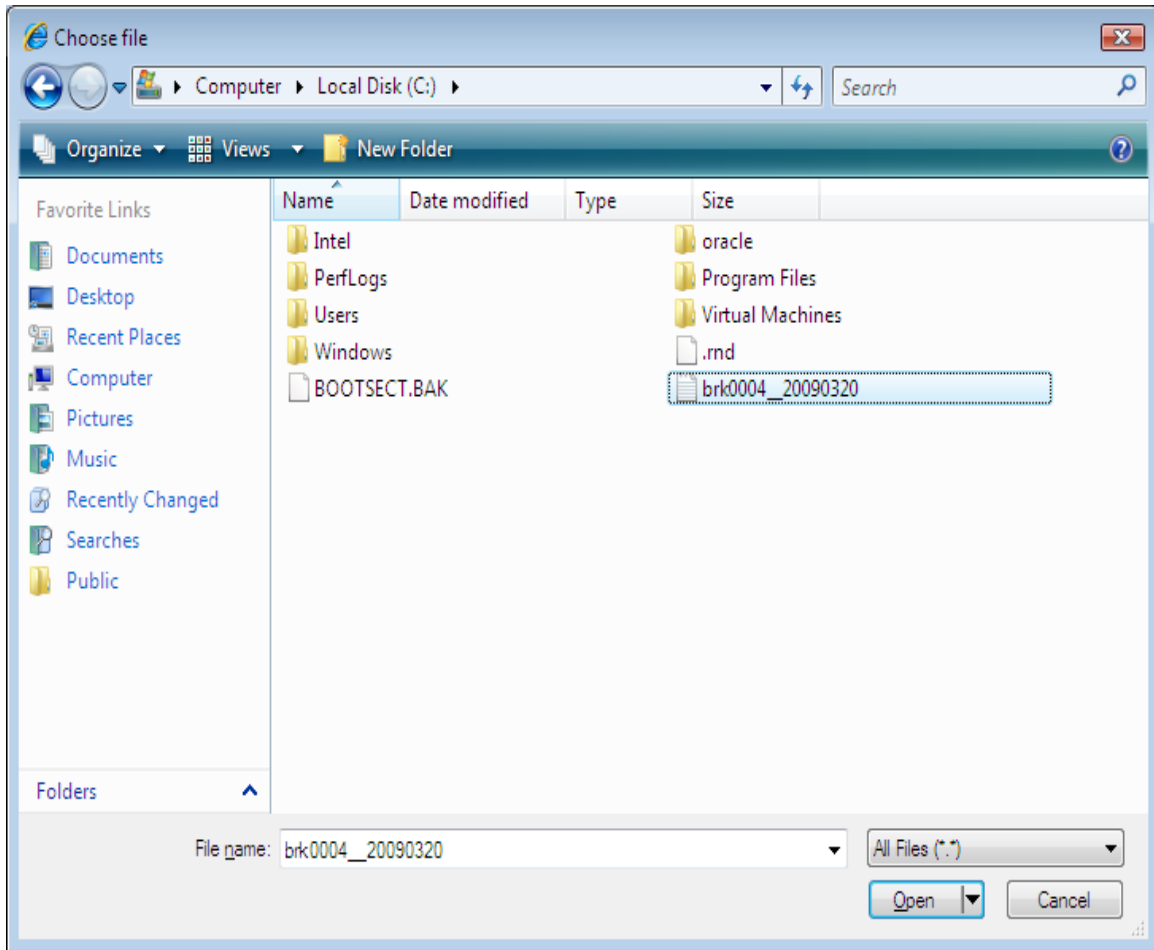 Choose file
Computer Local Disk (C:) Search
Organize Views New Folder
Favorite Links
Documents
Desktop
Recent Places
Computer
Pictures
Music
Recently Changed
Searches
Public
Folders
Name Date modified Type Size
Intel oracle
PerfLogs Program Files
Users Virtual Machines
Windows .rnd
BOOTSECT.BAK brk0004__20090320
File name: brk0004__20090320 All Files (*.*)
Open Cancel